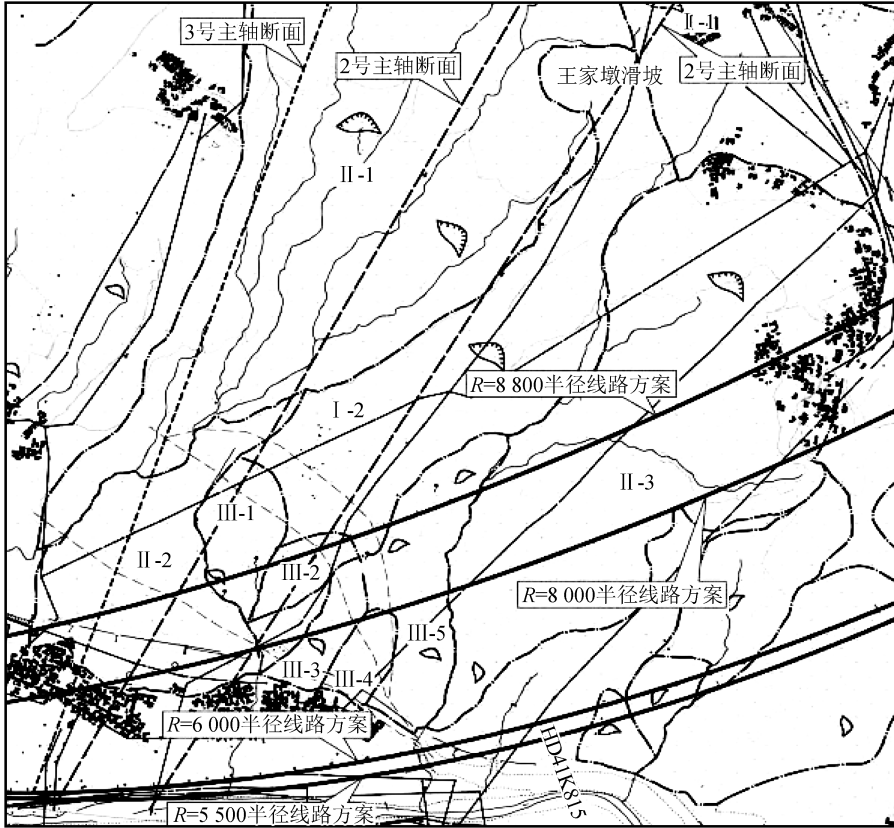 3号主轴断面
2号主轴断面
王家墩滑坡
II-1
2号主轴断面
II-1
R=8 800半径线路方案
I-2
II-3
III-1
II-2
III-2
R=8 000半径线路方案
III-5
III-3
III-4
R=6 000半径线路方案
HD41K815
R=5 500半径线路方案